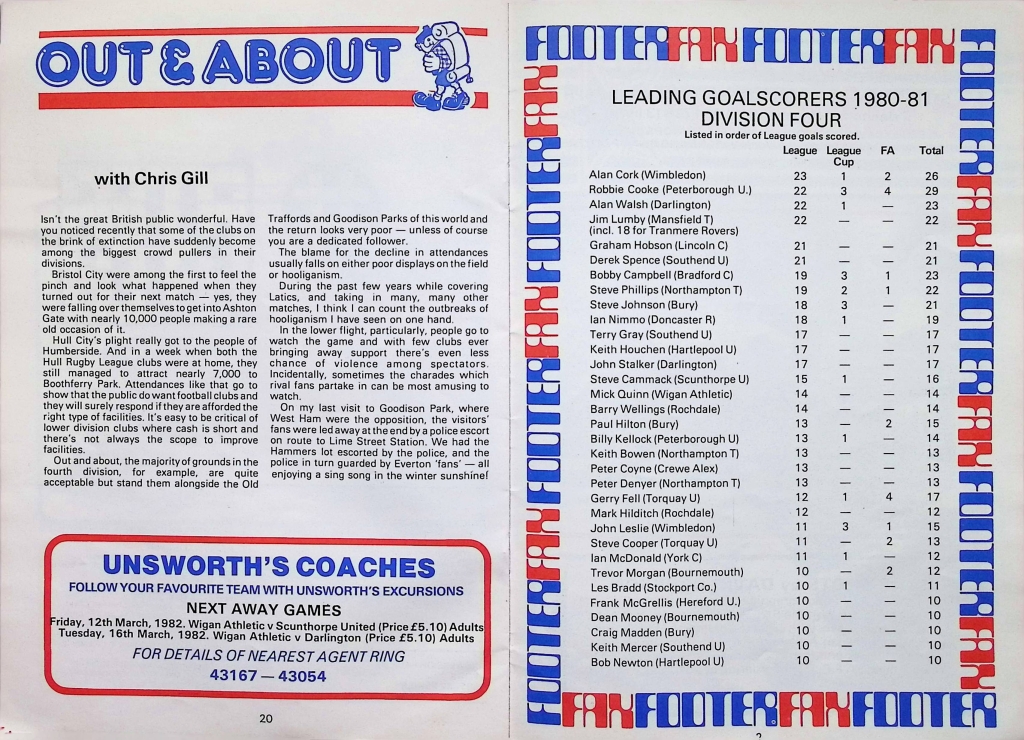 OUT & ABOUT
with Chris Gill
Isn't the great British public wonderful. Have
you noticed recently that some of the clubs on
the brink of extinction have suddenly become
among the biggest crowd pullers in their
divisions.
Bristol City were among the first to feel the
pinch and look what happened when they
turned out for their next match — yes, they
were falling over themselves to get into Ashton
Gate with nearly 10,000 people making a rare
old occasion of it.
Hull City's plight really got to the people of
Humberside. And in a week when both the
Hull Rugby League clubs were at home, they
still managed to attract nearly 7,000 to
Boothferry Park. Attendances like that go to
show that the public do want football clubs and
they will surely respond if they are afforded the
right type of facilities. It's easy to be critical of
lower division clubs where cash is short and
there's not always the scope to improve
facilities.
Out and about, the majority of grounds in the
fourth division, for example, are quite
acceptable but stand them alongside the Old
Traffords and Goodison Parks of this world and
the return looks very poor — unless of course
you are a dedicated follower.
The blame for the decline in attendances
usually falls on either poor displays on the field
or hooliganism.
During the past few years while covering
Latics, and taking in many, many other
matches, I think I can count the outbreaks of
hooliganism I have seen on one hand.
In the lower flight, particularly, people go to
watch the game and with few clubs ever
bringing away support there's even less
chance of violence among spectators.
Incidentally, sometimes the charades which
rival fans partake in can be most amusing to
watch.
On my last visit to Goodison Park, where
West Ham were the opposition, the visitors'
fans were led away at the end by a police escort
on route to Lime Street Station. We had the
Hammers lot escorted by the police, and the
police in turn guarded by Everton 'fans' — all
enjoying a sing song in the winter sunshine!
UNSWORTH'S COACHES
FOLLOW YOUR FAVOURITE TEAM WITH UNSWORTH'S EXCURSIONS
NEXT AWAY GAMES
Friday, 12th March, 1982. Wigan Athletic v Scunthorpe United (Price £5.10) Adults
Tuesday, 16th March, 1982. Wigan Athletic v Darlington (Price £5.10) Adults
FOR DETAILS OF NEAREST AGENT RING
43167 — 43054
20
FOOTER FAX FOOTER FAX
LEADING GOALSCORERS 1980-81
DIVISION FOUR
Listed in order of League goals scored.
League League Cup FA Total
Alan Cork (Wimbledon) 23 1 2 26
Robbie Cooke (Peterborough U.) 22 3 4 29
Alan Walsh (Darlington) 22 1 — 23
Jim Lumby (Mansfield T) 22 — — 22
(incl. 18 for Tranmere Rovers)
Graham Hobson (Lincoln C) 21 — — 21
Derek Spence (Southend U) 21 — — 21
Bobby Campbell (Bradford C) 19 3 1 23
Steve Phillips (Northampton T) 19 2 1 22
Steve Johnson (Bury) 18 3 — 21
Ian Nimmo (Doncaster R) 18 1 — 19
Terry Gray (Southend U) 17 — — 17
Keith Houchen (Hartlepool U) 17 — — 17
John Stalker (Darlington) 17 — — 17
Steve Cammack (Scunthorpe U) 15 1 — 16
Mick Quinn (Wigan Athletic) 14 — — 14
Barry Wellings (Rochdale) 14 — — 14
Paul Hilton (Bury) 13 — 2 15
Billy Kellock (Peterborough U) 13 1 — 14
Keith Bowen (Northampton T) 13 — — 13
Peter Coyne (Crewe Alex) 13 — — 13
Peter Denyer (Northampton T) 13 — — 13
Gerry Fell (Torquay U) 12 1 4 17
Mark Hilditch (Rochdale) 12 — — 12
John Leslie (Wimbledon) 11 3 1 15
Steve Cooper (Torquay U) 11 — 2 13
Ian McDonald (York C) 11 1 — 12
Trevor Morgan (Bournemouth) 10 — 2 12
Les Bradd (Stockport Co.) 10 1 — 11
Frank McGrellis (Hereford U.) 10 — — 10
Dean Mooney (Bournemouth) 10 — — 10
Craig Madden (Bury) 10 — — 10
Keith Mercer (Southend U) 10 — — 10
Bob Newton (Hartlepool U) 10 — — 10
FOOTER FAX FOOTER FAX
FOOTER FAX FOOTER FAX
FAX FOOTER FAX FOOTER